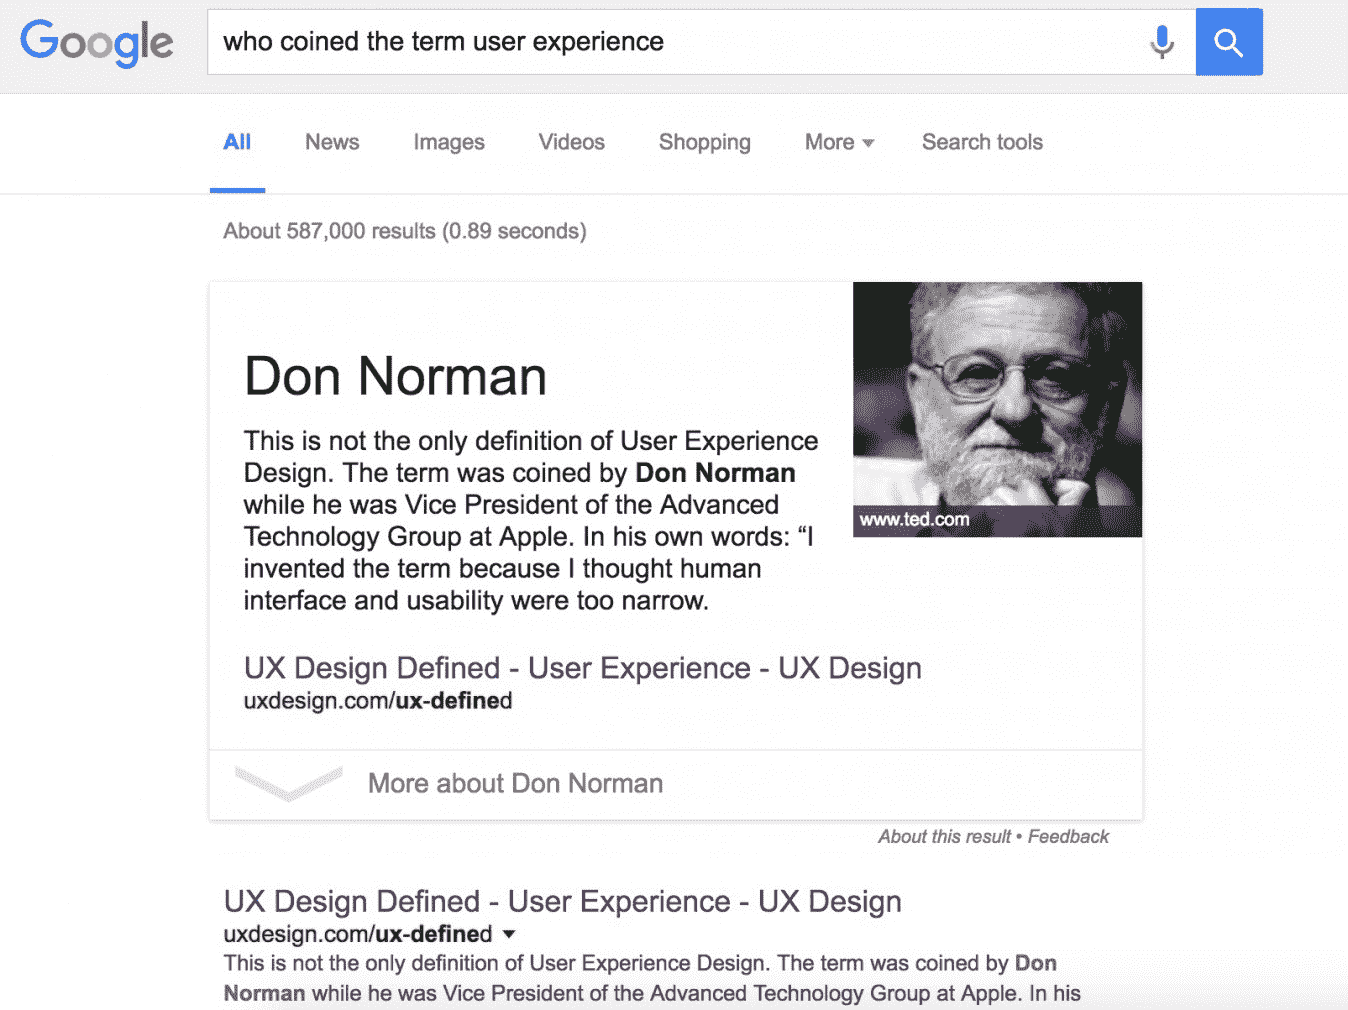 Google
who coined the term user experience
All News Images Videos Shopping More Search tools
About 587,000 results (0.89 seconds)
Don Norman
This is not the only definition of User Experience
Design. The term was coined by Don Norman
while he was Vice President of the Advanced
Technology Group at Apple. In his own words: “I
invented the term because I thought human
interface and usability were too narrow.
www.ted.com
UX Design Defined - User Experience - UX Design
uxdesign.com/ux-defined
More about Don Norman
About this result • Feedback
UX Design Defined - User Experience - UX Design
uxdesign.com/ux-defined
This is not the only definition of User Experience Design. The term was coined by Don
Norman while he was Vice President of the Advanced Technology Group at Apple. In his